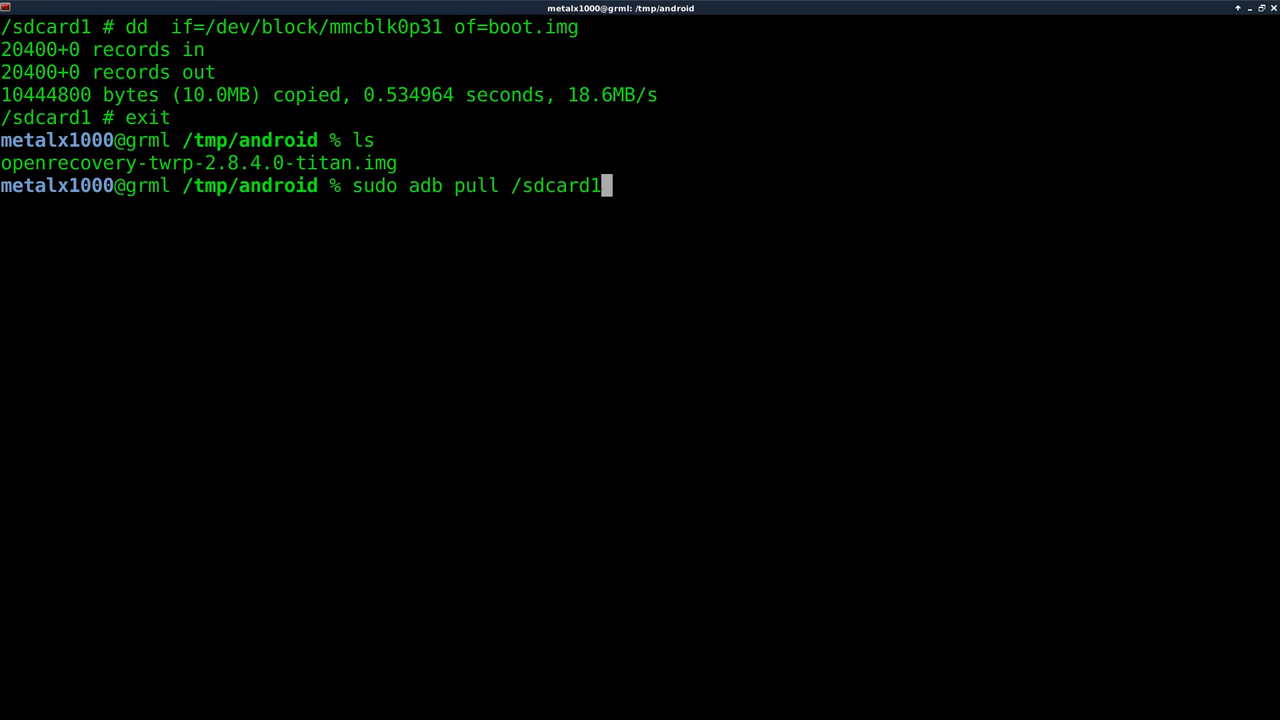 metalx1000@grml: /tmp/android
/sdcard1 # dd  if=/dev/block/mmcblk0p31 of=boot.img
20400+0 records in
20400+0 records out
10444800 bytes (10.0MB) copied, 0.534964 seconds, 18.6MB/s
/sdcard1 # exit
metalx1000@grml /tmp/android % ls
openrecovery-twrp-2.8.4.0-titan.img
metalx1000@grml /tmp/android % sudo adb pull /sdcard1